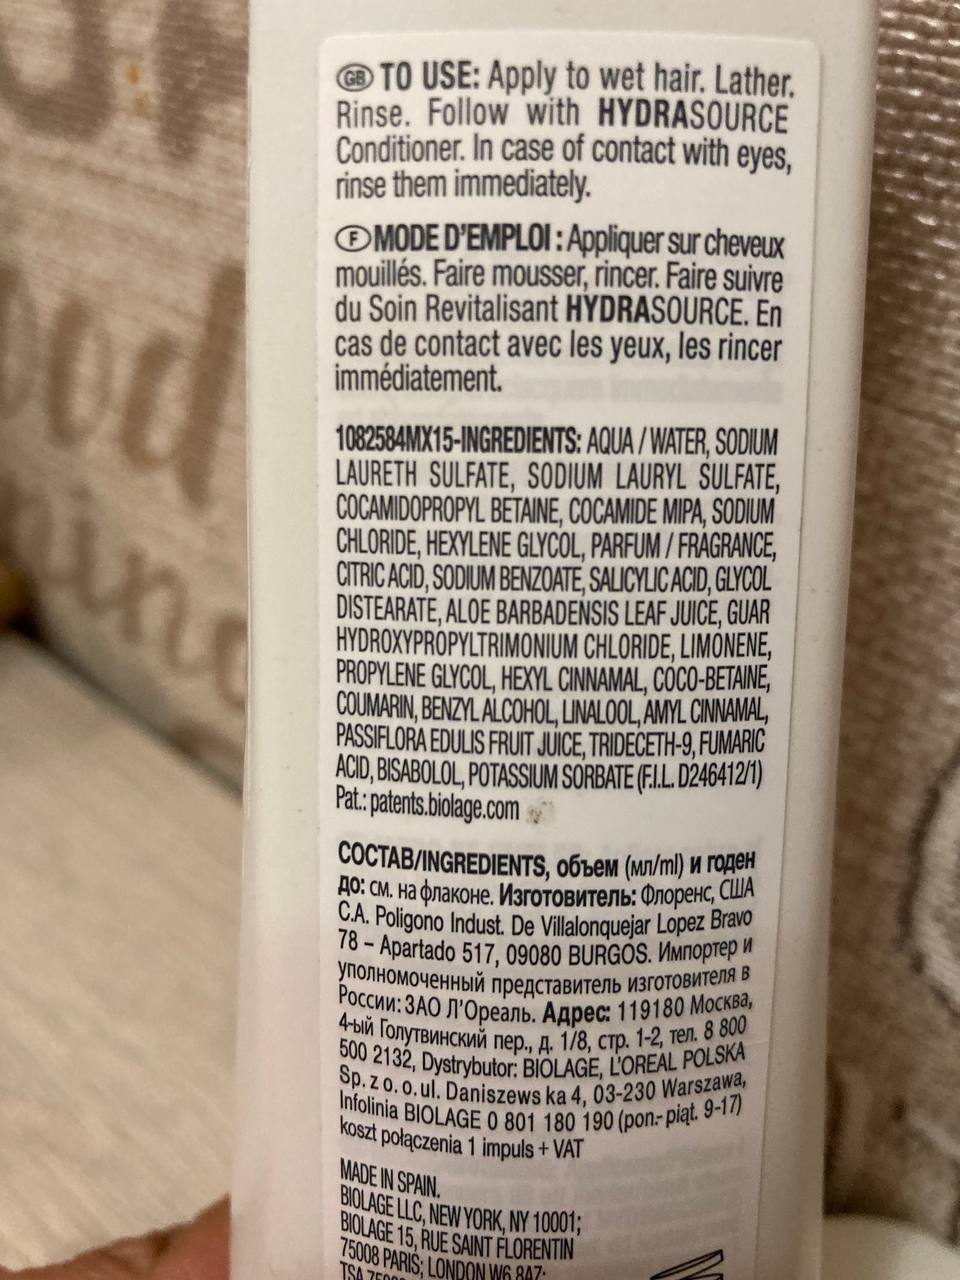 GB TO USE: Apply to wet hair. Lather.
Rinse. Follow with HYDRASOURCE
Conditioner. In case of contact with eyes,
rinse them immediately.
F MODE D'EMPLOI : Appliquer sur cheveux
mouillés. Faire mousser, rincer. Faire suivre
du Soin Revitalisant HYDRASOURCE. En
cas de contact avec les yeux, les rincer
immédiatement.
1082584MX15-INGREDIENTS: AQUA / WATER, SODIUM
LAURETH SULFATE, SODIUM LAURYL SULFATE,
COCAMIDOPROPYL BETAINE, COCAMIDE MIPA, SODIUM
CHLORIDE, HEXYLENE GLYCOL, PARFUM / FRAGRANCE,
CITRIC ACID, SODIUM BENZOATE, SALICYLIC ACID, GLYCOL
DISTEARATE, ALOE BARBADENSIS LEAF JUICE, GUAR
HYDROXYPROPYLTRIMONIUM CHLORIDE, LIMONENE,
PROPYLENE GLYCOL, HEXYL CINNAMAL, COCO-BETAINE,
COUMARIN, BENZYL ALCOHOL, LINALOOL, AMYL CINNAMAL,
PASSIFLORA EDULIS FRUIT JUICE, TRIDECETH-9, FUMARIC
ACID, BISABOLOL, POTASSIUM SORBATE (F.I.L. D246412/1)
Pat.: patents.biolage.com
СОСТАВ/INGREDIENTS, объем (мл/ml) и годен
до: см. на флаконе. Изготовитель: Флоренс, США
C.A. Poligono Indust. De Villalonquejar Lopez Bravo
78 – Apartado 517, 09080 BURGOS. Импортер и
уполномоченный представитель изготовителя в
России: ЗАО Л'Ореаль. Адрес: 119180 Москва,
4-ый Голутвинский пер., д. 1/8, стр. 1-2, тел. 8 800
500 2132, Dystrybutor: BIOLAGE, L'OREAL POLSKA
Sp. z o. o. ul. Daniszews ka 4, 03-230 Warszawa,
Infolinia BIOLAGE 0 801 180 190 (pon.- piąt. 9-17)
koszt połączenia 1 impuls + VAT
MADE IN SPAIN.
BIOLAGE LLC, NEW YORK, NY 10001;
BIOLAGE 15, RUE SAINT FLORENTIN
75008 PARIS; LONDON W6 8AZ;